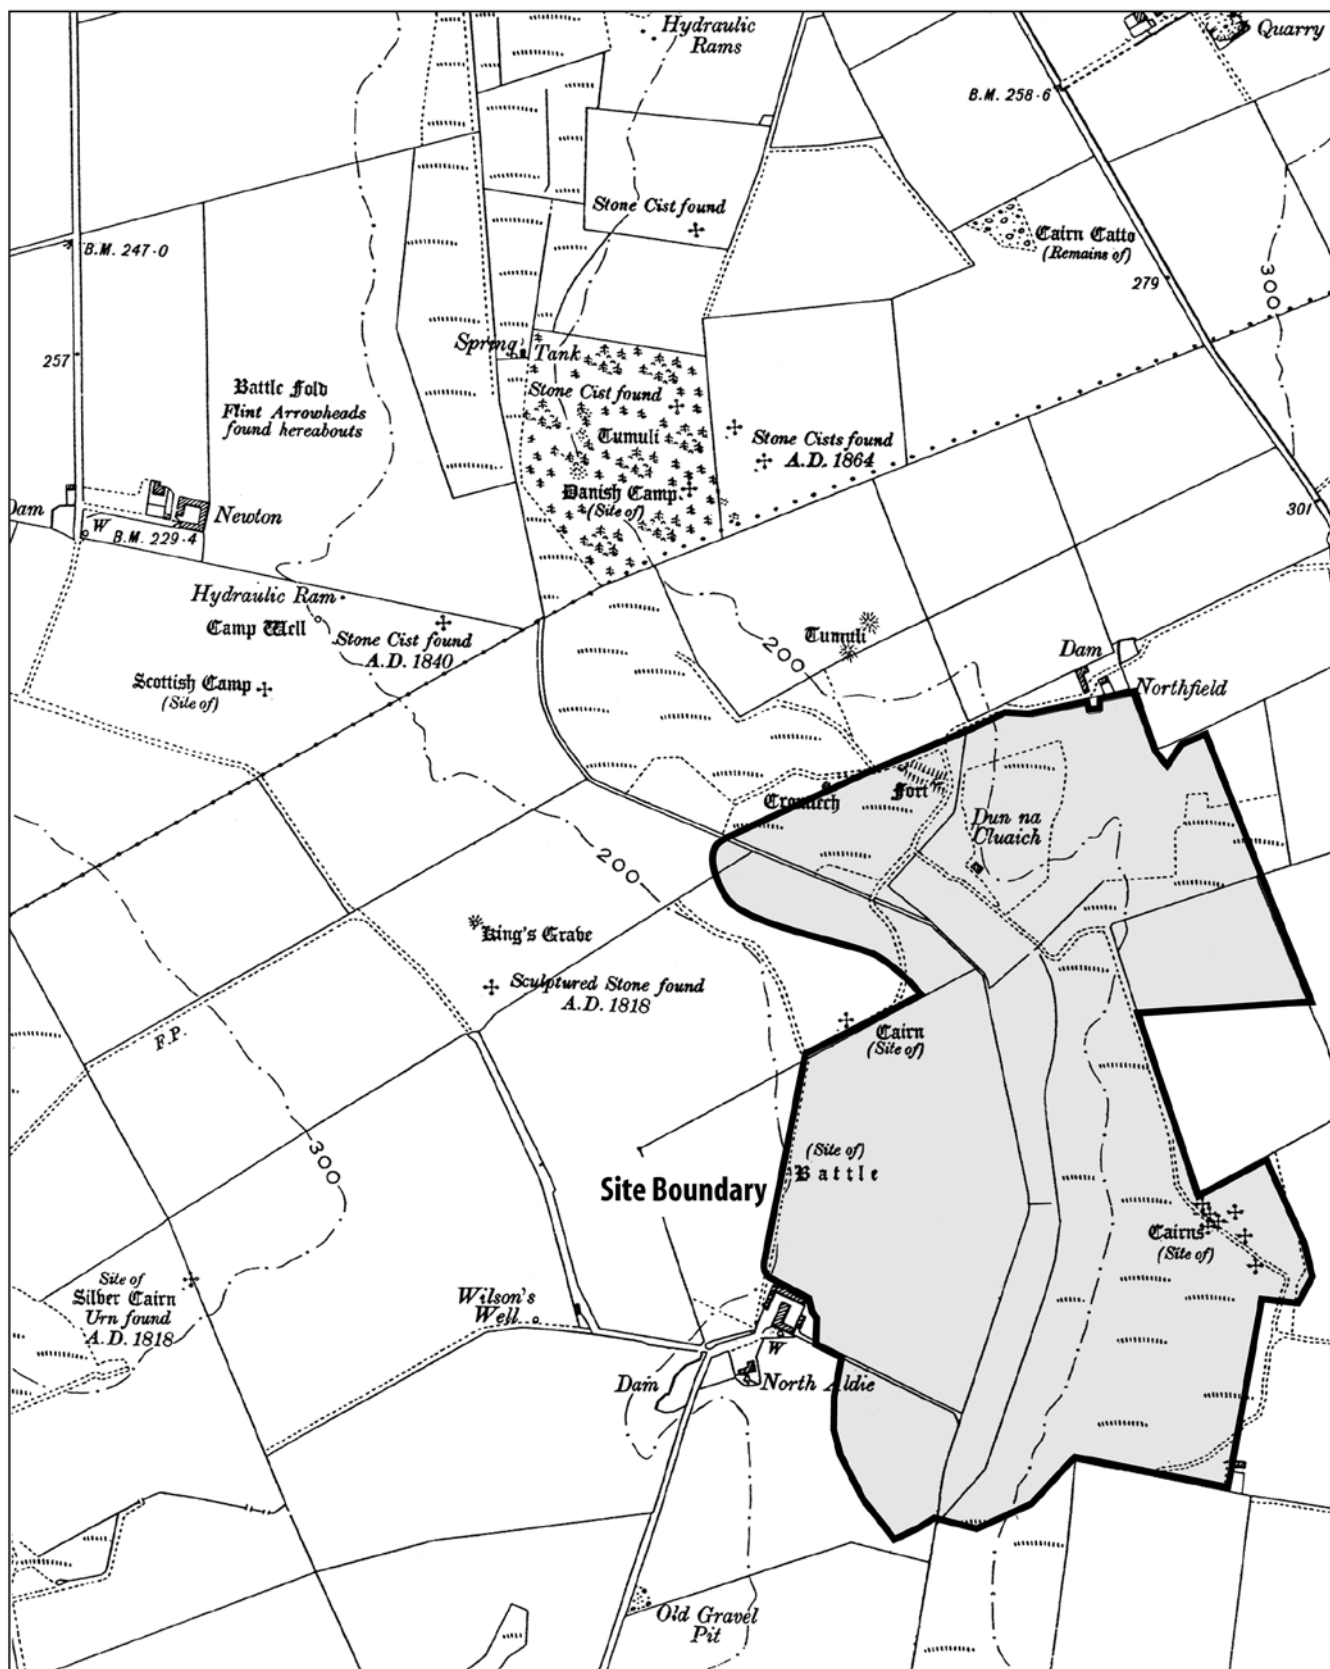 Hydraulic
Rams
Quarry
B.M. 258·6
Stone Cist found
Cairn Catto
(Remains of)
B.M. 247·0
279
300
257
Spring
Tank
Battle Fold
Flint Arrowheads
found hereabouts
Stone Cist found
Tumuli
Stone Cists found
A.D. 1864
Danish Camp
(Site of)
301
Dam
Newton
W
B.M. 229·4
Hydraulic Ram
Camp Well
Stone Cist found
A.D. 1840
Tumuli
200
Dam
Northfield
Scottish Camp
(Site of)
Cromlech
Fort
Dun na
Cluaich
200
King's Grave
Sculptured Stone found
A.D. 1818
F.P.
Cairn
(Site of)
300
(Site of)
Battle
Site Boundary
Cairns
(Site of)
Site of
Silver Cairn
Urn found
A.D. 1818
Wilson's
Well
W
Dam
North Aldie
Old Gravel
Pit